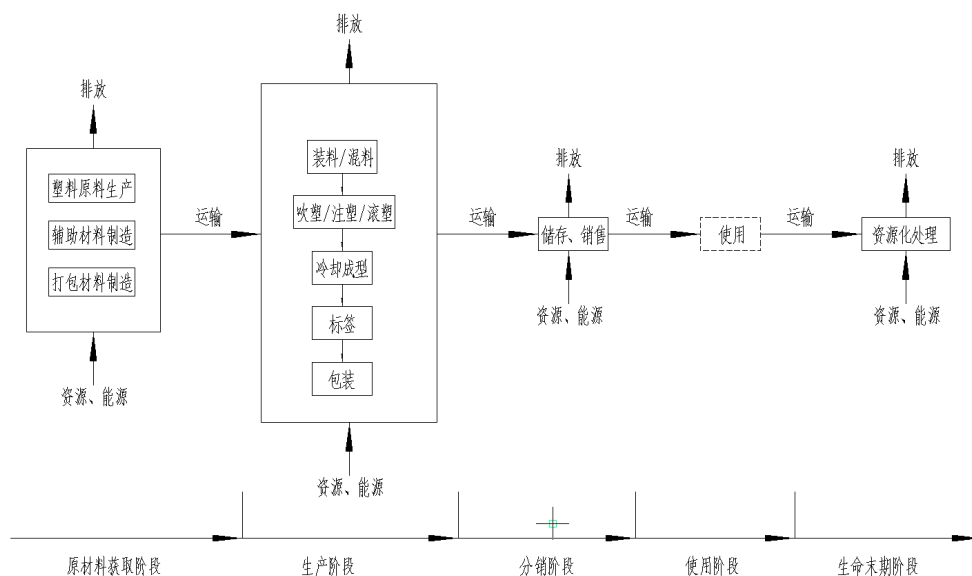 排放
塑料原料生产
辅助材料制造
打包材料制造
资源、能源
运输
排放
装料/混料
吹塑/注塑/滚塑
冷却成型
标签
包装
资源、能源
运输
排放
储存、销售
资源、能源
运输
使用
运输
排放
资源化处理
资源、能源
原材料获取阶段
生产阶段
分销阶段
使用阶段
生命末期阶段